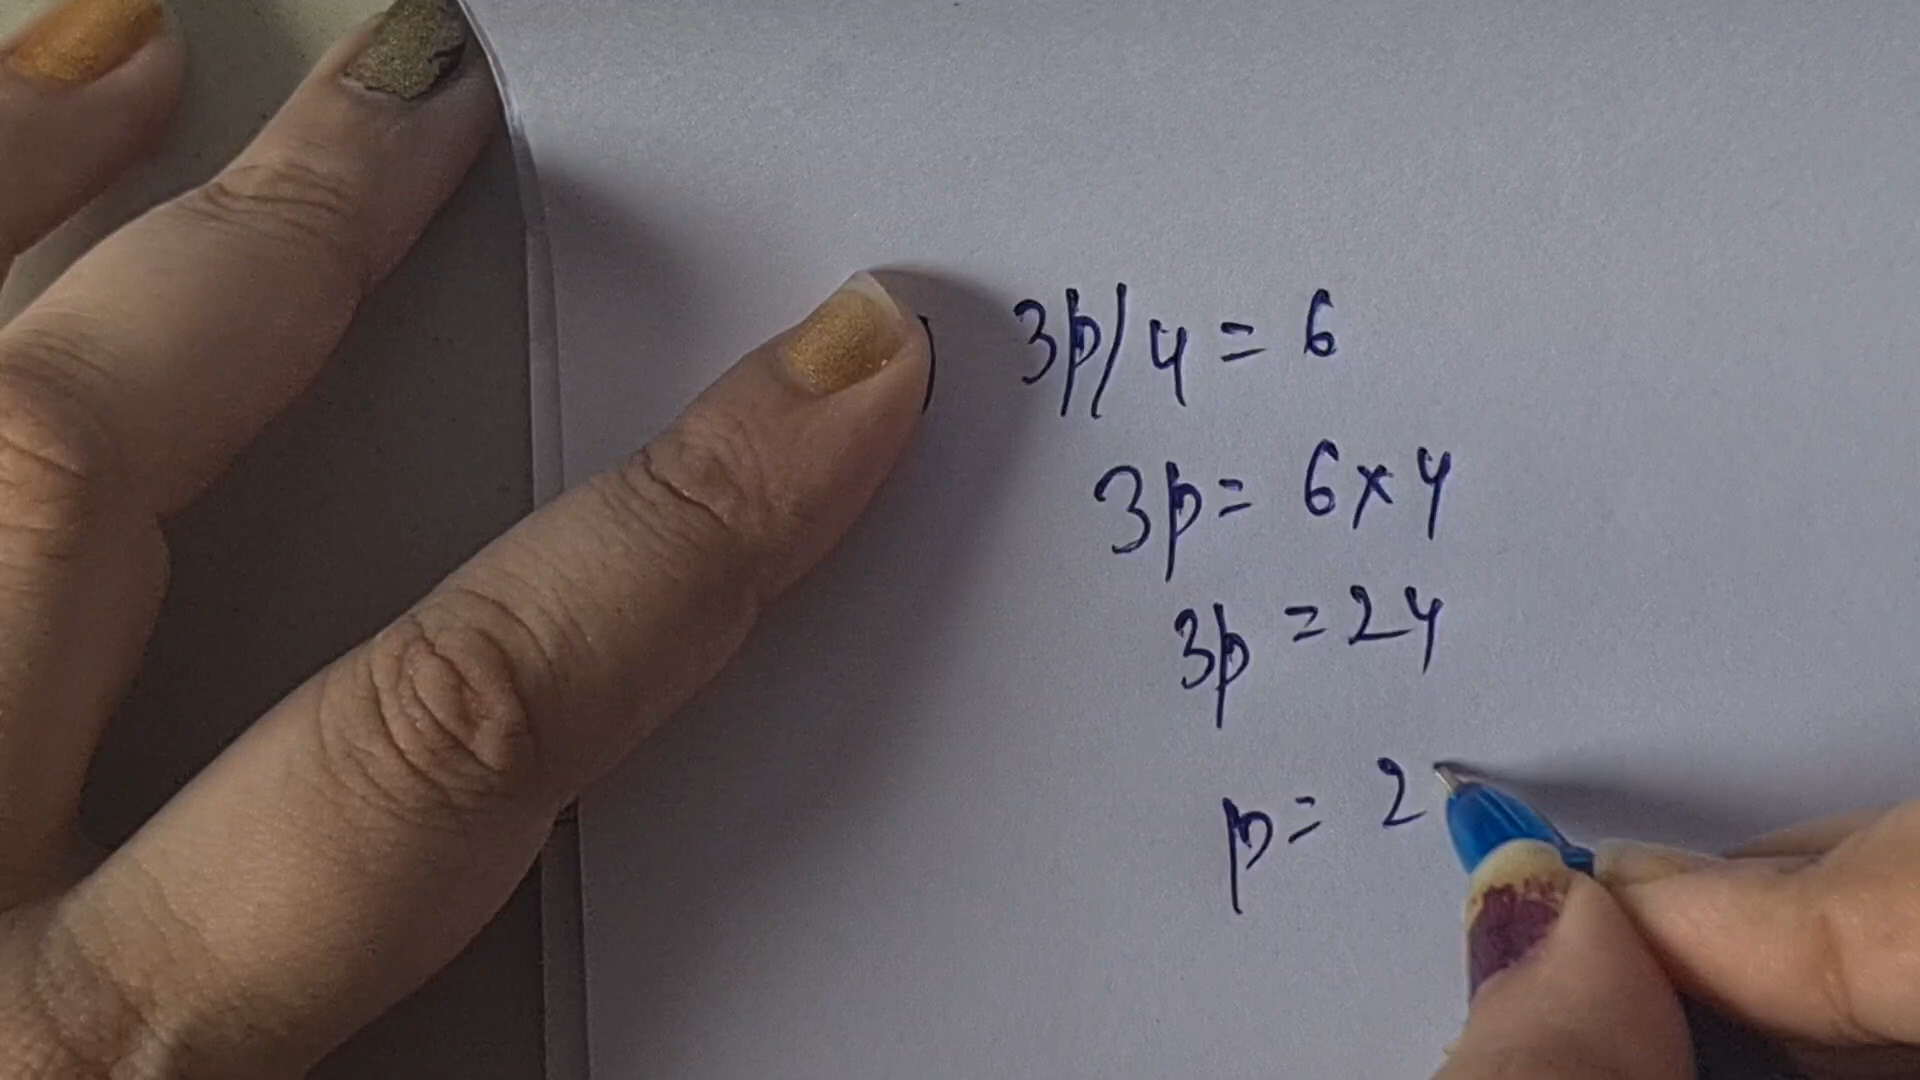 ) 3p/4 = 6
3p = 6×4
3p = 24
p = 2